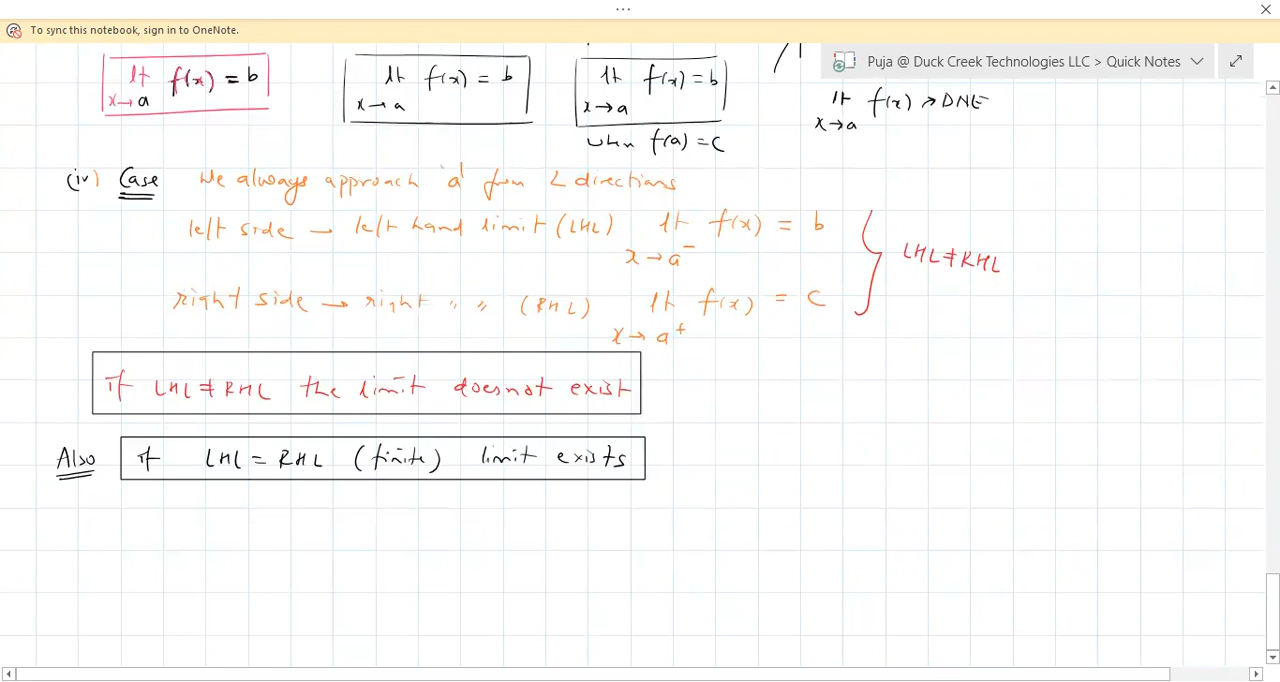 To sync this notebook, sign in to OneNote.
Puja @ Duck Creek Technologies LLC > Quick Notes
lt f(x) = b
x→a
lt f(x) = b
x→a
lt f(x) = b
x→a
when f(a) = c
lt f(x) → DNE
x→a
(iv) Case We always approach 'a' from 2 directions
left side → left hand limit (LHL) lt f(x) = b
x→a⁻
LHL ≠ RHL
right side → right " " (RHL) lt f(x) = c
x→a⁺
If LHL ≠ RHL the limit doesnot exist
Also If LHL = RHL (finite) limit exists